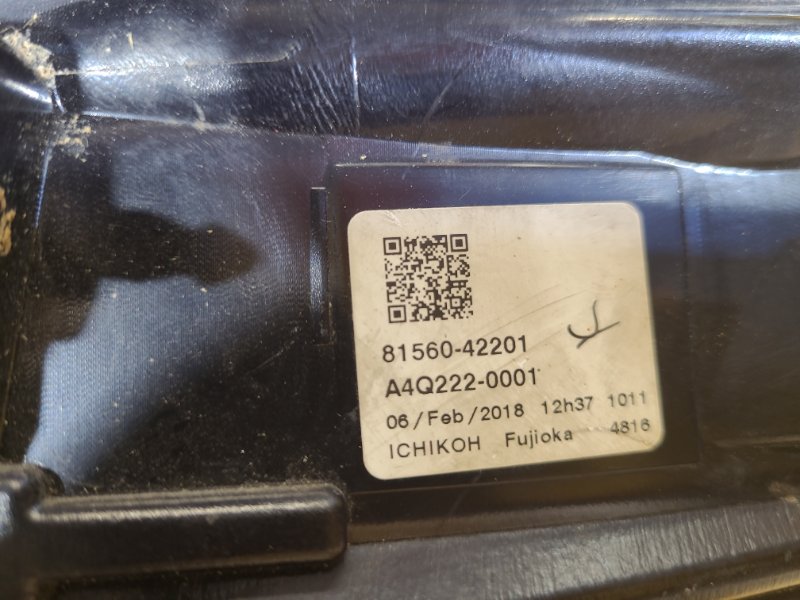 81560-42201
A4Q222-0001
06/Feb/2018 12h37 1011
ICHIKOH Fujioka 4816